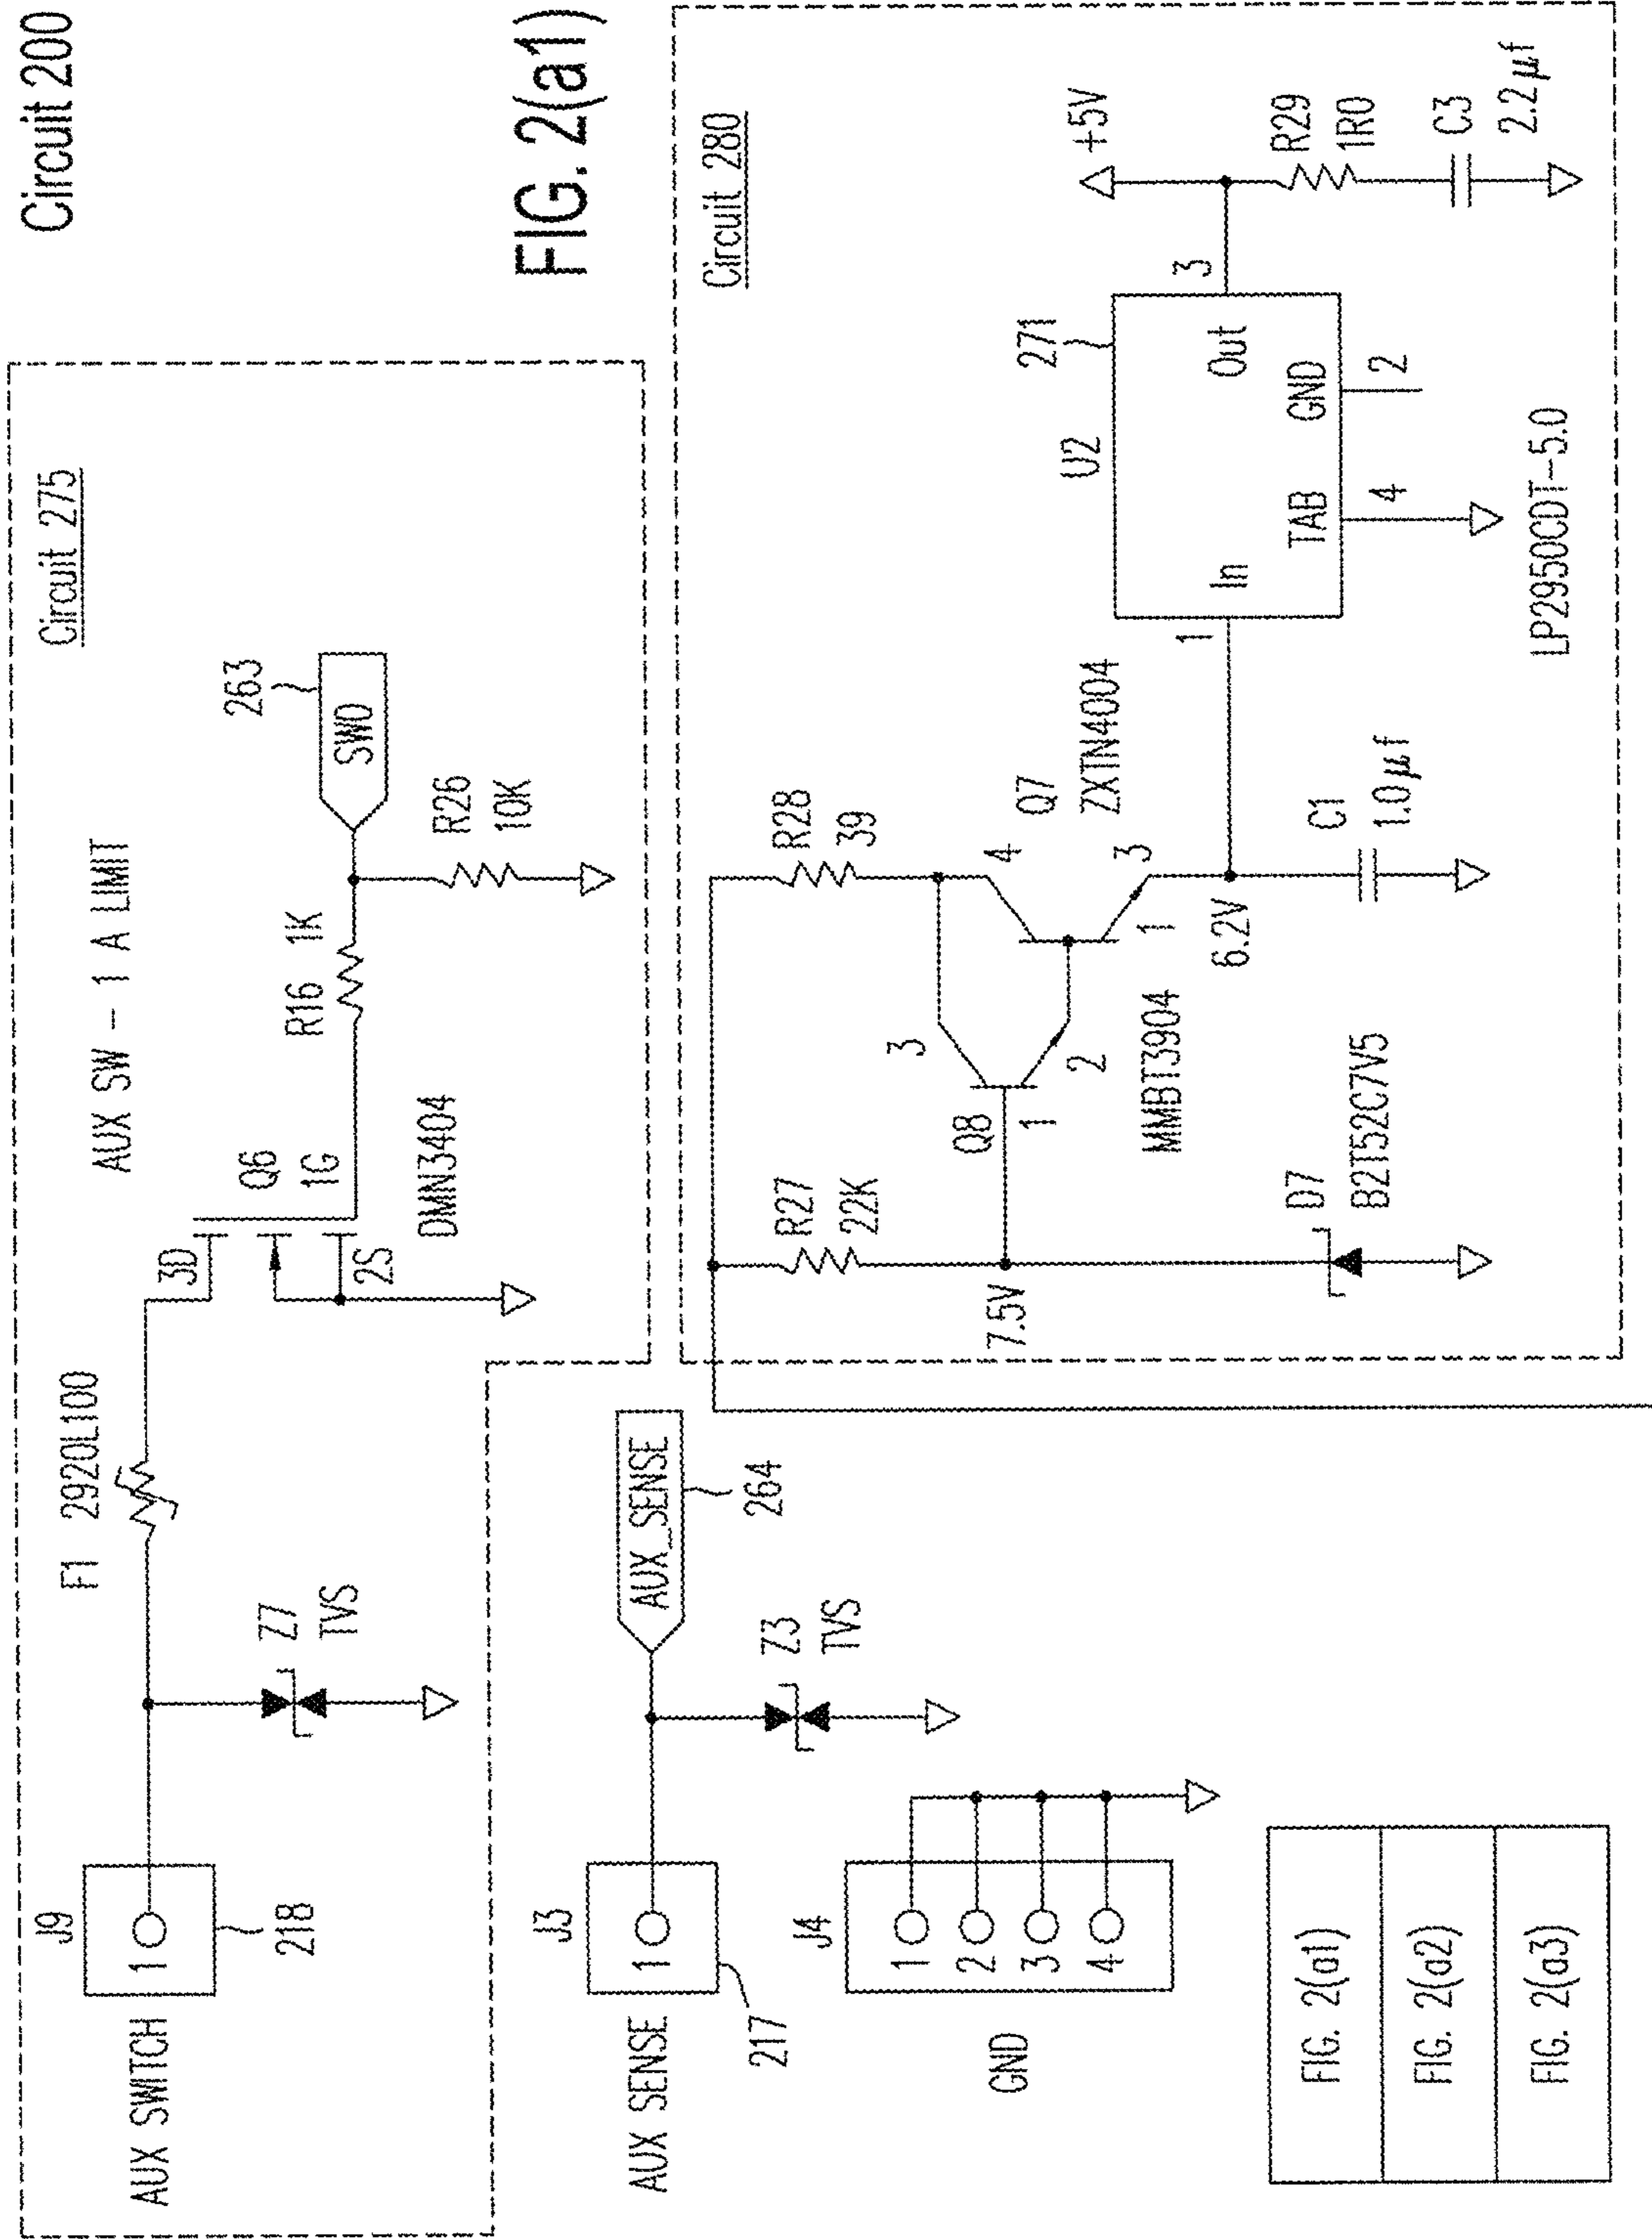 Circuit 200
FIG. 2(a1)
Circuit 275
AUX SW - 1 A LIMIT
J9
1
218
AUX SWITCH
F1 2920L100
Z7
TVS
3D
Q6
1G
2S
DMN3404
R16 1K
263
SWO
R26
10K
J3
1
217
AUX SENSE
AUX_SENSE
264
Z3
TVS
J4
1
2
3
4
GND
Circuit 280
R27
22K
7.5V
D7
B2T52C7V5
Q8
3
1
2
MMBT3904
R28
39
4
Q7
ZXTN4004
3
1
6.2V
C1
1.0µf
U2
271
1
In
Out
3
TAB
GND
4
2
LP2950CDT-5.0
+5V
R29
1R0
C3
2.2µf
FIG. 2(a1)
FIG. 2(a2)
FIG. 2(a3)